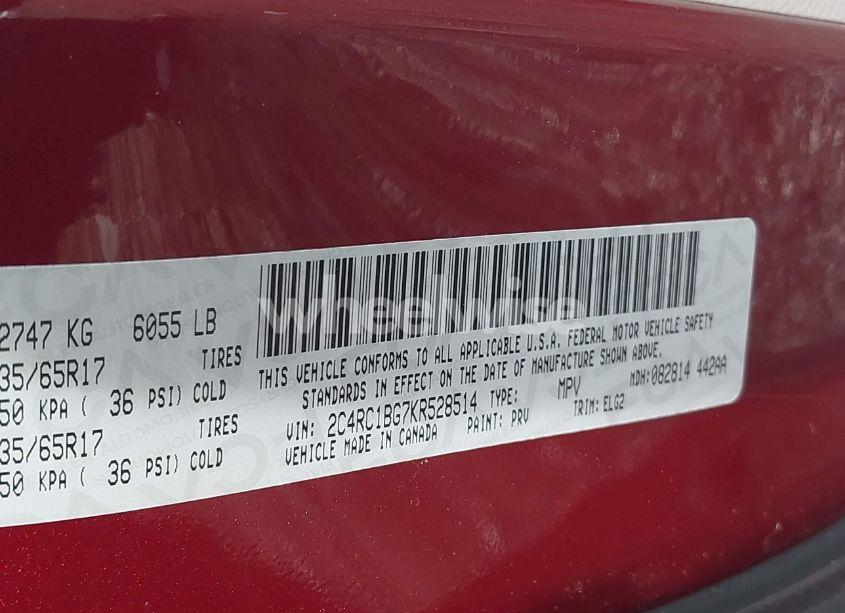 2747 KG 6055 LB
35/65R17 TIRES
50 KPA ( 36 PSI) COLD
35/65R17 TIRES
50 KPA ( 36 PSI) COLD
wheelwise
THIS VEHICLE CONFORMS TO ALL APPLICABLE U.S.A. FEDERAL MOTOR VEHICLE SAFETY
STANDARDS IN EFFECT ON THE DATE OF MANUFACTURE SHOWN ABOVE.
VIN: 2C4RC1BG7KR528514 TYPE: MPV MDH:082814 442AA
VEHICLE MADE IN CANADA PAINT: PRV TRIM: ELG2